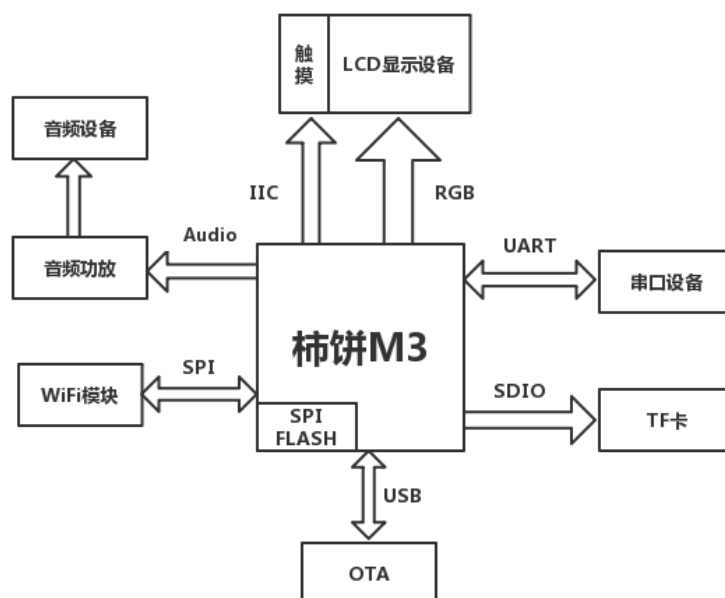 触
摸
LCD显示设备
音频设备
IIC
RGB
Audio
UART
音频功放
串口设备
柿饼M3
SPI
WiFi模块
SDIO
TF卡
SPI
FLASH
USB
OTA